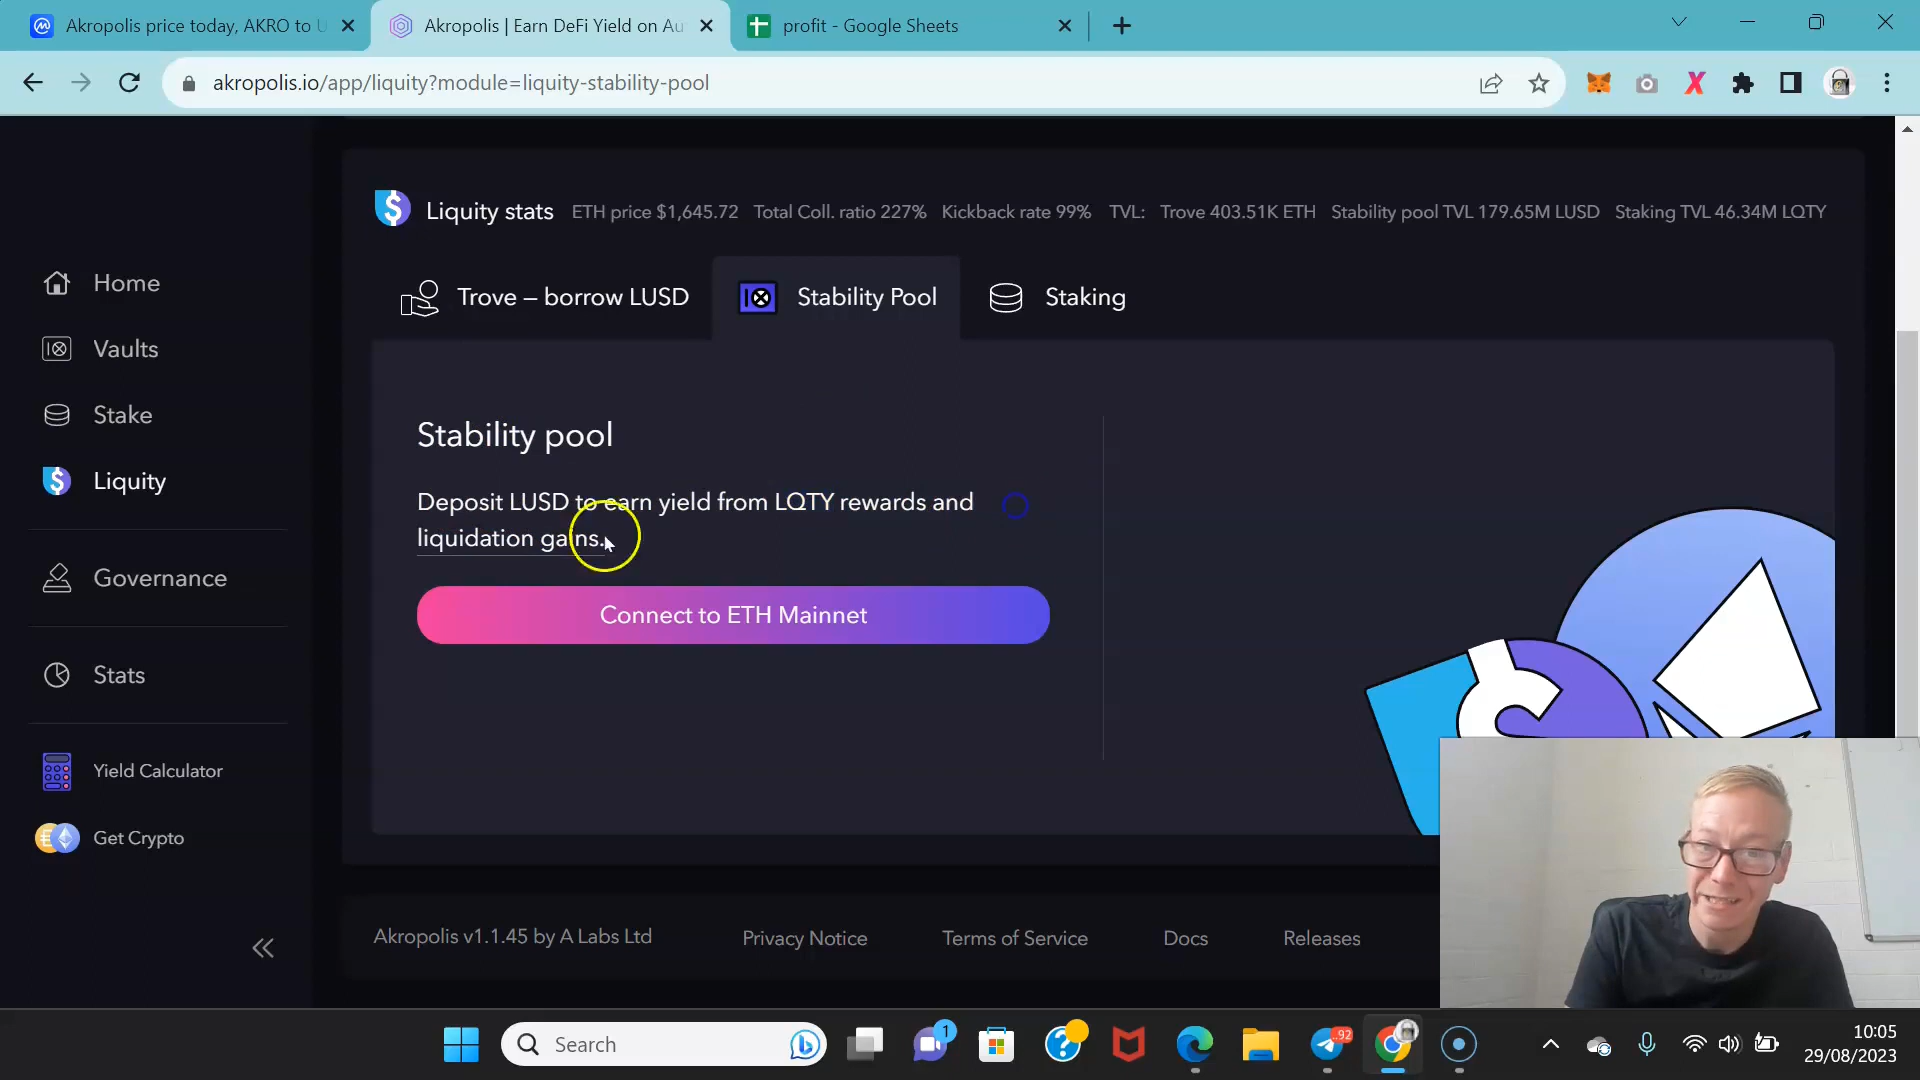 Akropolis price today, AKRO to U
Akropolis | Earn DeFi Yield on Au
profit - Google Sheets
akropolis.io/app/liquity?module=liquity-stability-pool
Liquity stats ETH price $1,645.72 Total Coll. ratio 227% Kickback rate 99% TVL: Trove 403.51K ETH Stability pool TVL 179.65M LUSD Staking TVL 46.34M LQTY
Trove – borrow LUSD
Stability Pool
Staking
Home
Vaults
Stake
Liquity
Governance
Stats
Yield Calculator
Get Crypto
Stability pool
Deposit LUSD to earn yield from LQTY rewards and
liquidation gains.
Connect to ETH Mainnet
Akropolis v1.1.45 by A Labs Ltd
Privacy Notice
Terms of Service
Docs
Releases
Search
1
..92
10:05
29/08/2023